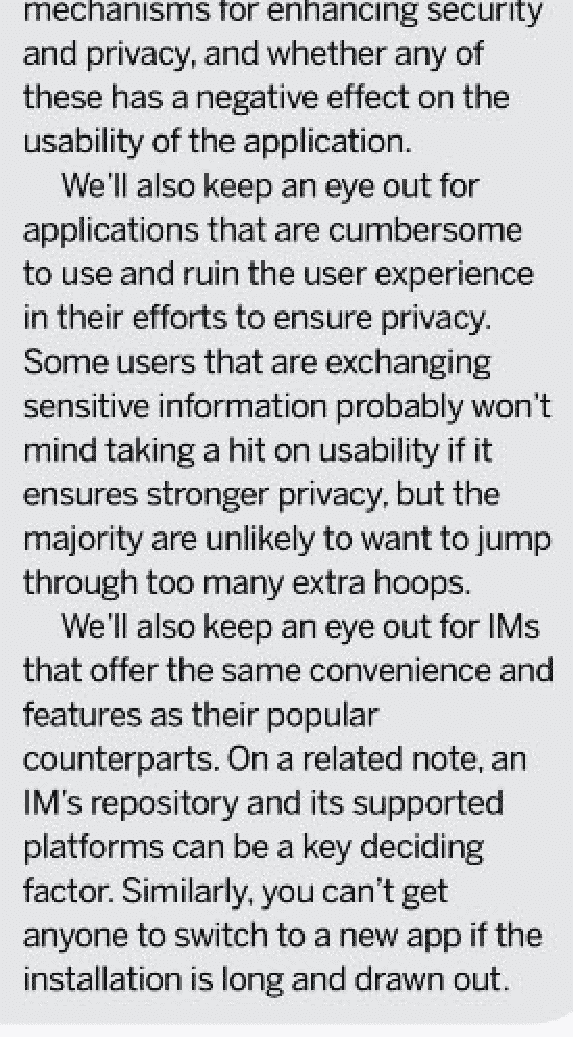 mechanisms for enhancing security
and privacy, and whether any of
these has a negative effect on the
usability of the application.
We'll also keep an eye out for
applications that are cumbersome
to use and ruin the user experience
in their efforts to ensure privacy.
Some users that are exchanging
sensitive information probably won't
mind taking a hit on usability if it
ensures stronger privacy, but the
majority are unlikely to want to jump
through too many extra hoops.
We'll also keep an eye out for IMs
that offer the same convenience and
features as their popular
counterparts. On a related note, an
IM's repository and its supported
platforms can be a key deciding
factor. Similarly, you can't get
anyone to switch to a new app if the
installation is long and drawn out.